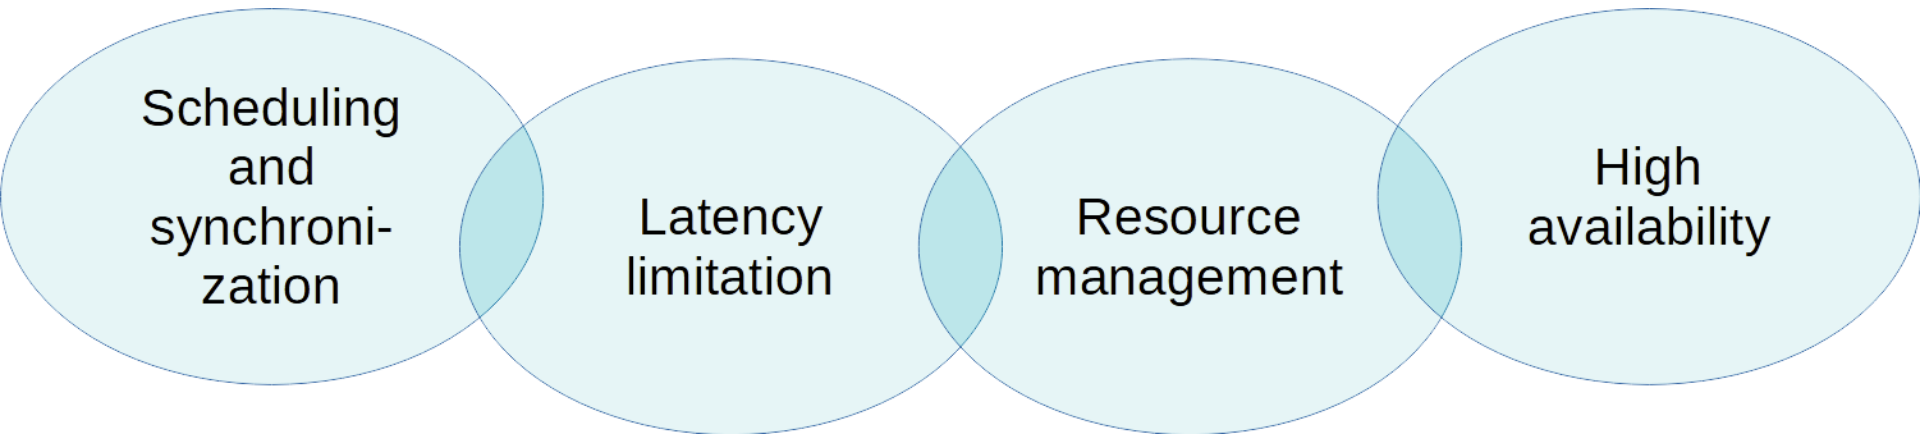 Scheduling
and
synchroni-
zation
Latency
limitation
Resource
management
High
availability